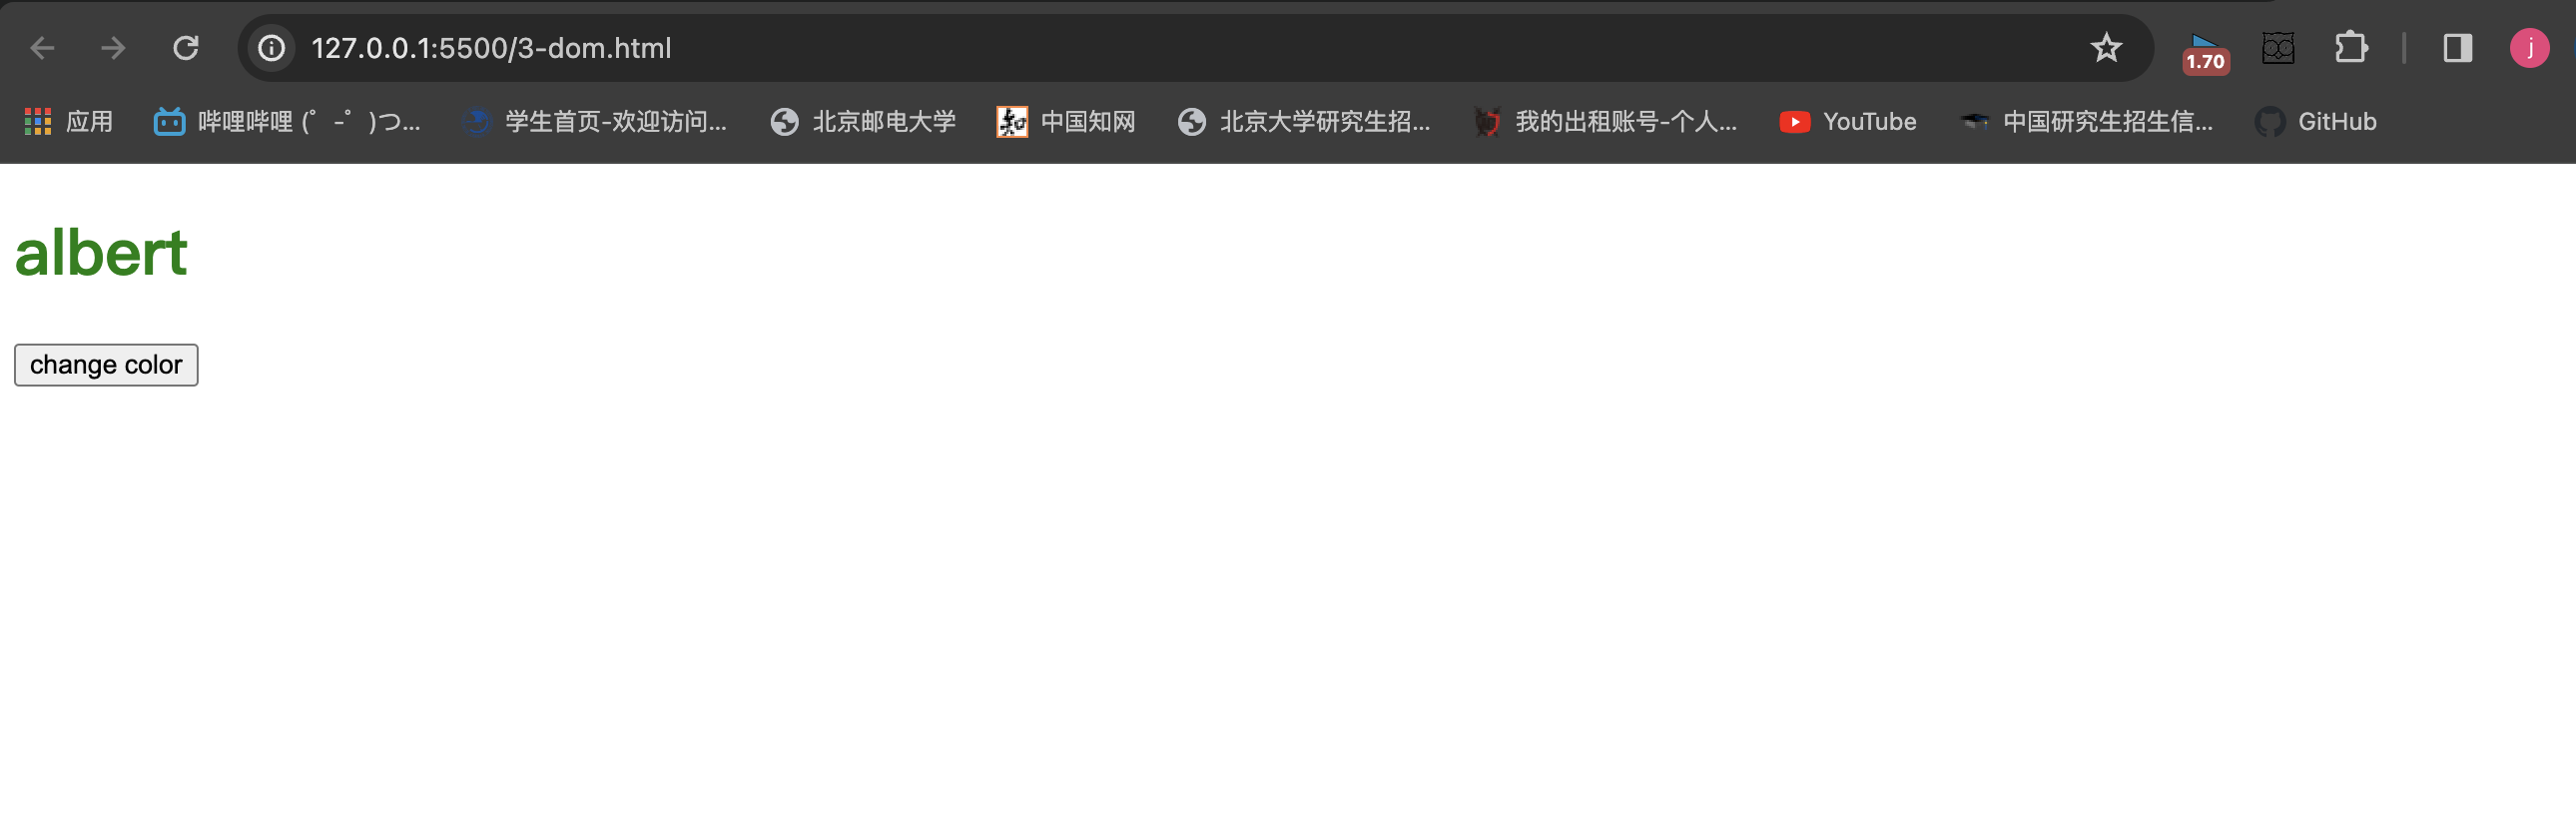 127.0.0.1:5500/3-dom.html
1.70
j
应用
哔哩哔哩 (゜-゜)つ...
学生首页-欢迎访问...
北京邮电大学
知
中国知网
北京大学研究生招...
我的出租账号-个人...
YouTube
中国研究生招生信...
GitHub
albert
change color